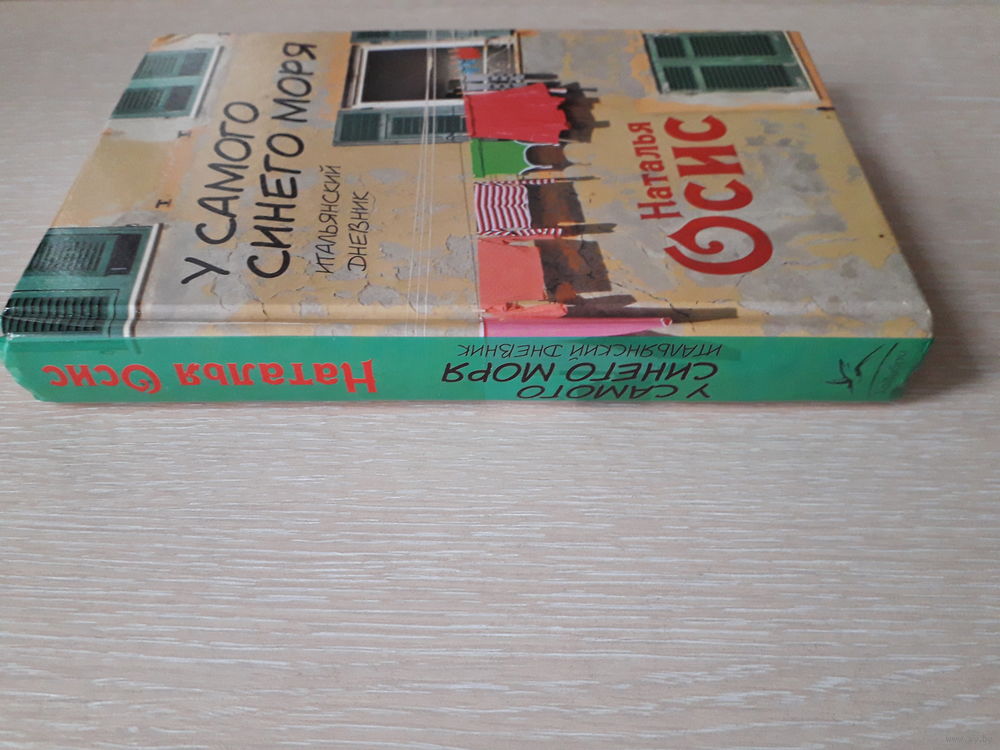 Наталья
Осис
У САМОГО
СИНЕГО МОРЯ
ИТАЛЬЯНСКИЙ
ДНЕВНИК
Наталья Осис
У САМОГО
СИНЕГО МОРЯ
ИТАЛЬЯНСКИЙ ДНЕВНИК